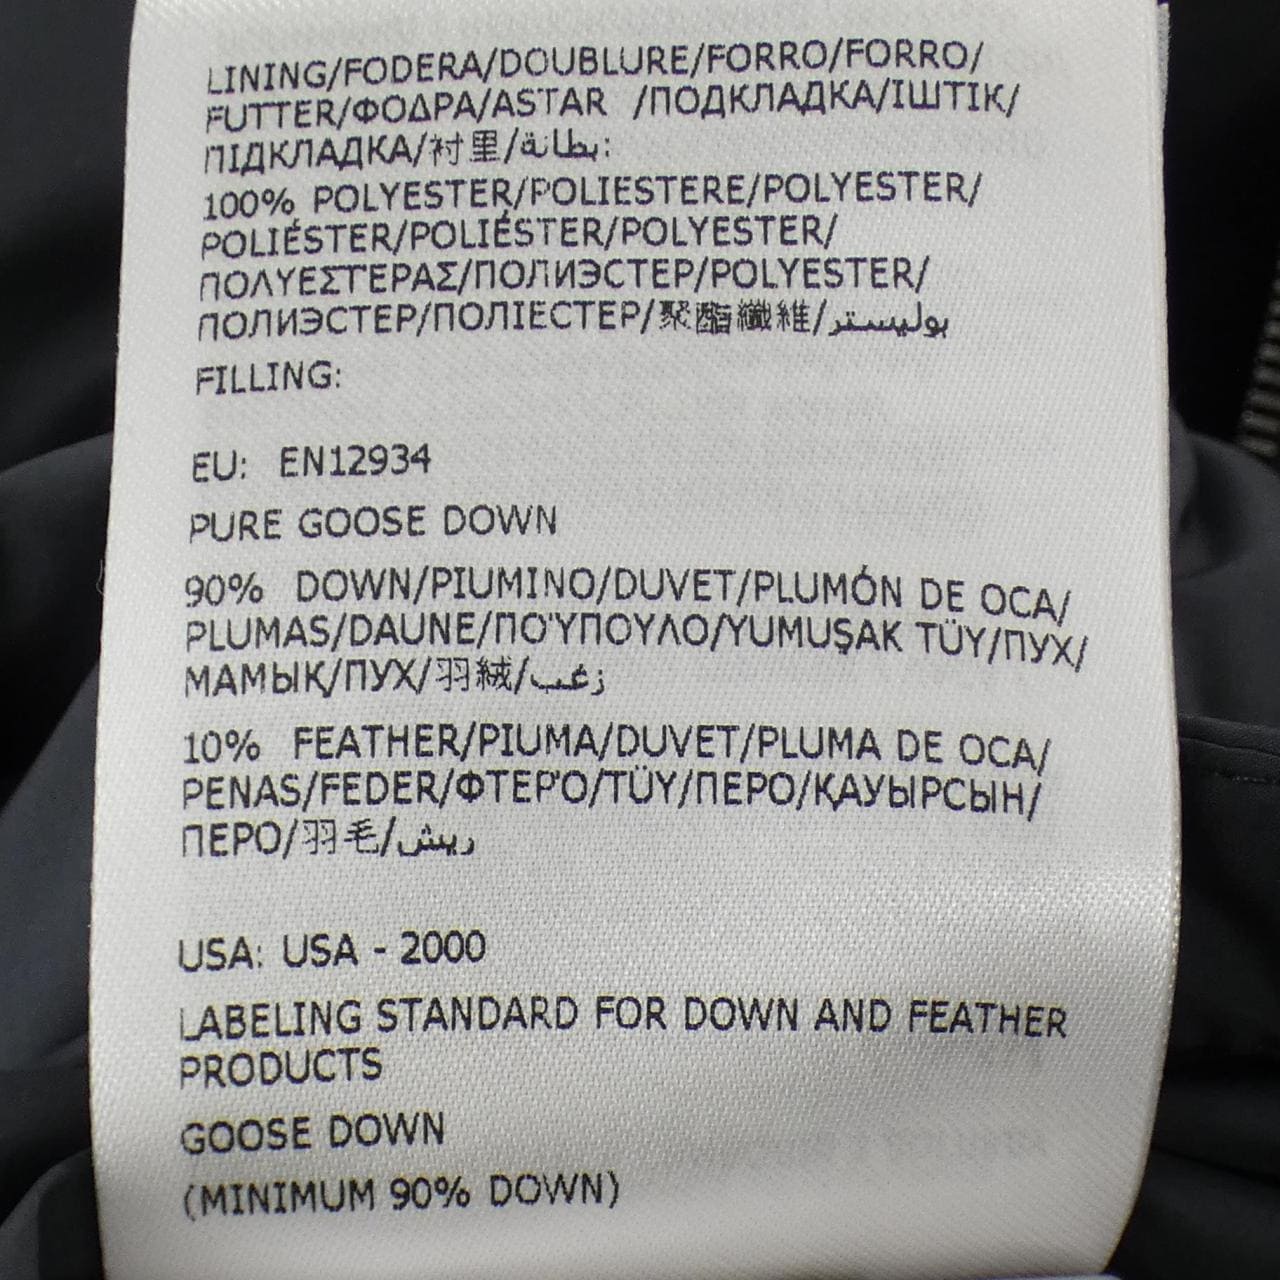 LINING/FODERA/DOUBLURE/FORRO/FORRO/
FUTTER/ΦΟΔΡΑ/ASTAR /ПОДКЛАДКА/ІШТІК/
ПІДКЛАДКА/衬里/بطانة:
100% POLYESTER/POLIESTERE/POLYESTER/
POLIÉSTER/POLIÉSTER/POLYESTER/
ΠΟΛΥΕΣΤΕΡΑΣ/ПОЛИЭСТЕР/POLYESTER/
ПОЛИЭСТЕР/ПОЛІЕСТЕР/聚酯纖維/بوليستر
FILLING:
EU: EN12934
PURE GOOSE DOWN
90% DOWN/PIUMINO/DUVET/PLUMÓN DE OCA/
PLUMAS/DAUNE/ΠΟ'ΥΠΟΥΛΟ/YUMUŞAK TÜY/ПУХ/
МАМЫҚ/ПУХ/羽絨/زغب
10% FEATHER/PIUMA/DUVET/PLUMA DE OCA/
PENAS/FEDER/ΦΤΕΡ'Ο/TÜY/ПЕРО/ҚАУЫРСЫН/
ПЕРО/羽毛/ريش
USA: USA - 2000
LABELING STANDARD FOR DOWN AND FEATHER
PRODUCTS
GOOSE DOWN
(MINIMUM 90% DOWN)